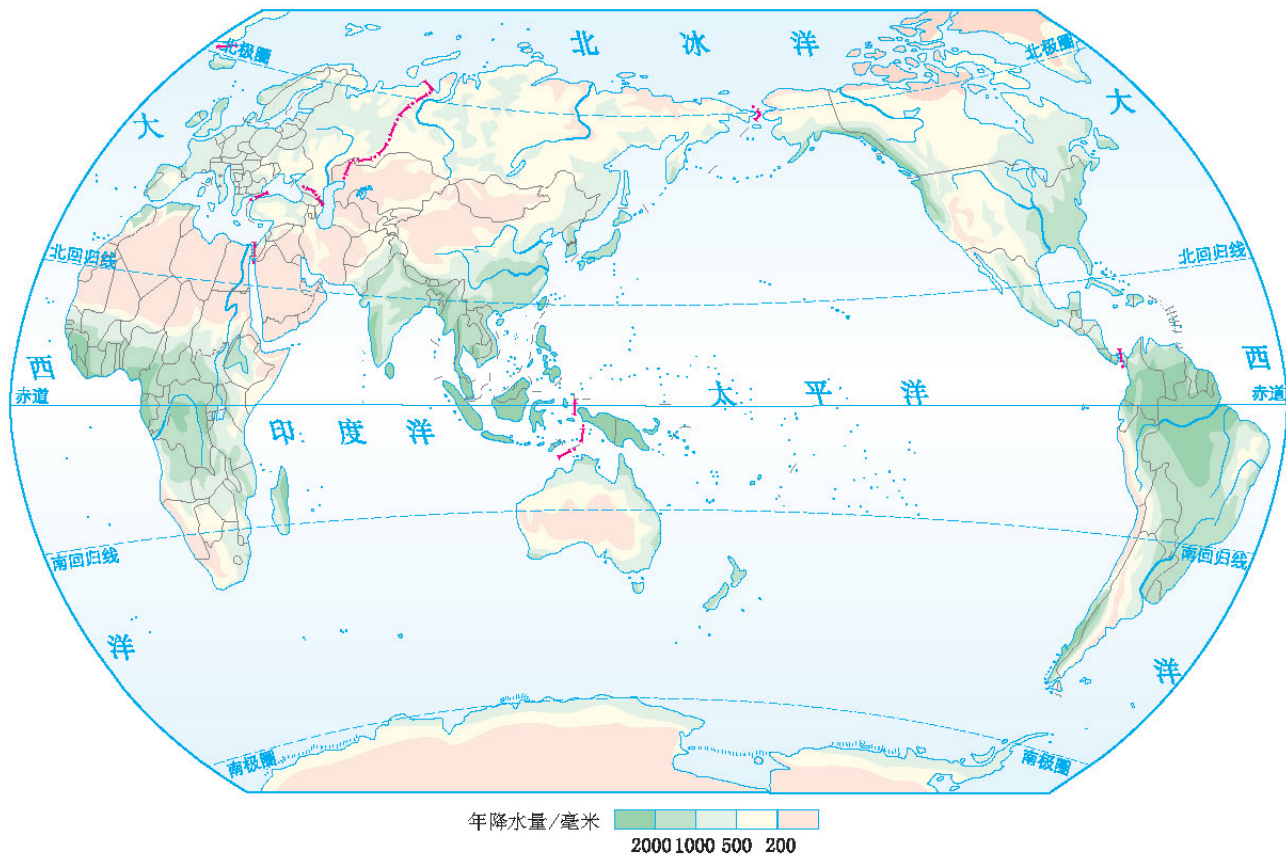 北冰洋
北极圈
北极圈
大
大
北回归线
北回归线
西
西
赤道
赤道
太平洋
印度洋
南回归线
南回归线
洋
洋
南极圈
南极圈
年降水量/毫米
2000 1000 500 200